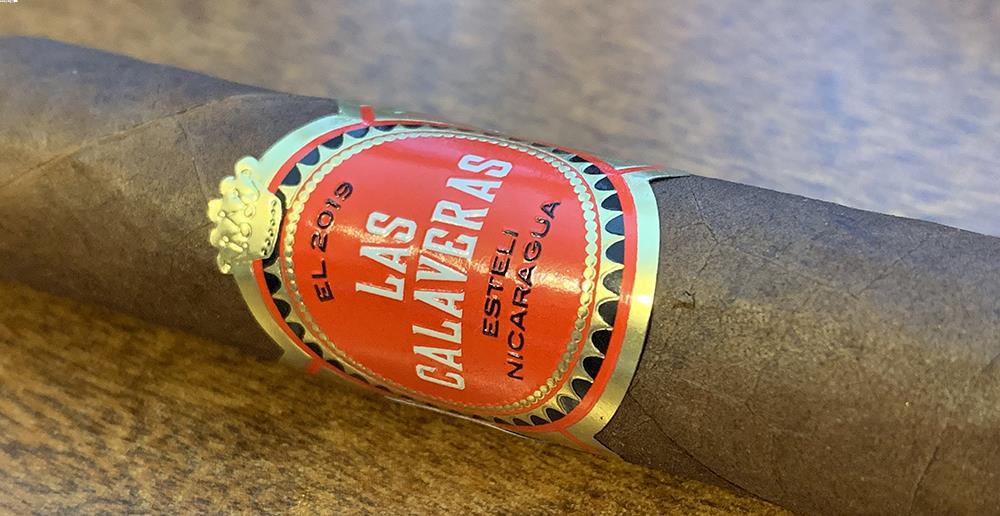 EL 2019
LAS
CALAVERAS
ESTELI
NICARAGUA